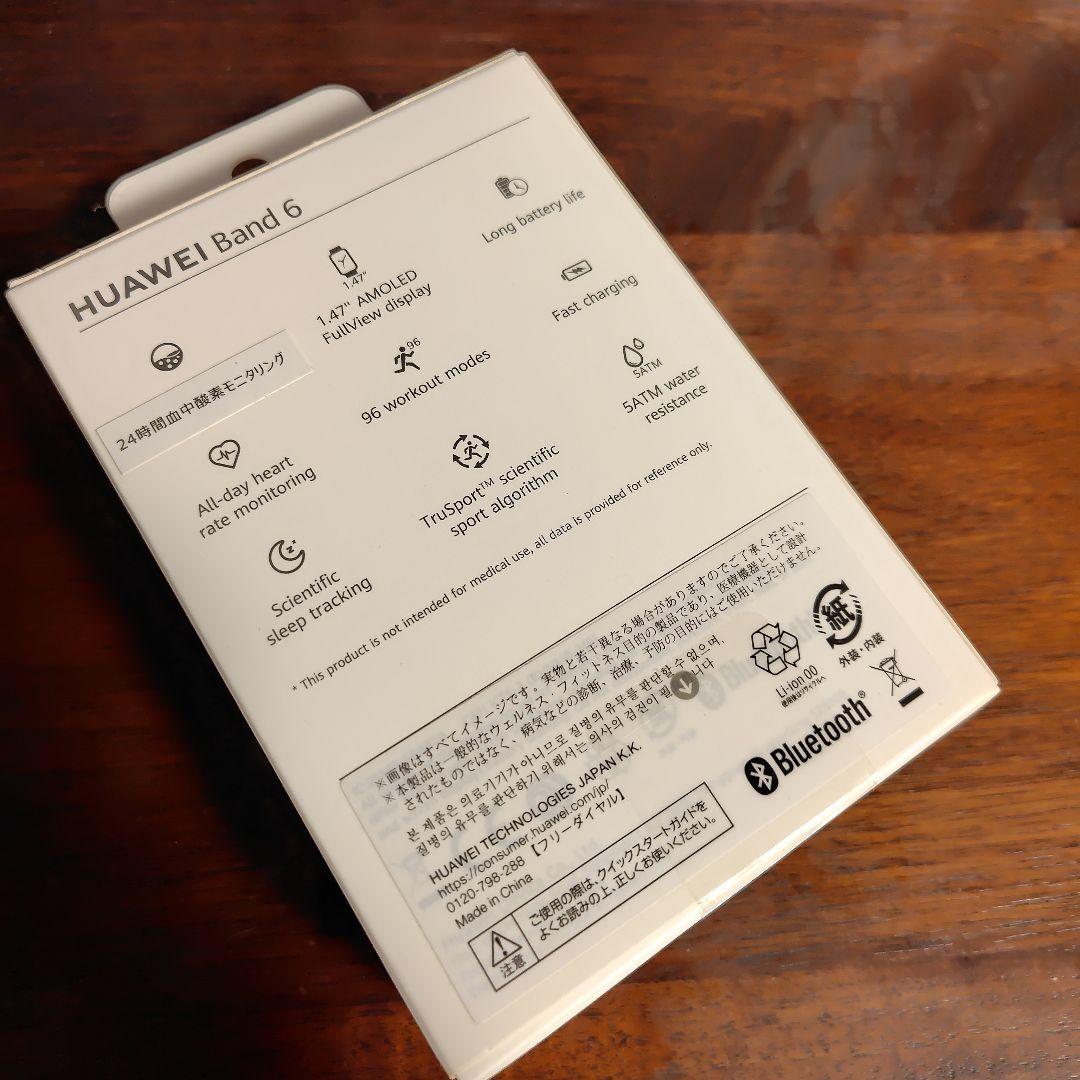 HUAWEI Band 6
24時間血中酸素モニタリング
All-day heart
rate monitoring
Scientific
sleep tracking
1.47"
1.47" AMOLED
FullView display
96
96 workout modes
TruSport™ scientific
sport algorithm
Long battery life
Fast charging
5ATM
5ATM water
resistance
* This product is not intended for medical use, all data is provided for reference only.
※画像はすべてイメージです。実物と若干異なる場合がありますのでご了承ください。
※本製品は一般的なウェルネス・フィットネス目的の製品であり、医療機器として設計
されたものではなく、病気などの診断、治療、予防の目的にはご使用いただけません。
본 제품은 의료기기가 아니므로 질병의 유무를 판단할 수 없으며,
질병의 유무를 판단하기 위해서는 의사의 검진이 니다
HUAWEI TECHNOLOGIES JAPAN K.K.
https://consumer.huawei.com/jp/
0120-798-288 【フリーダイヤル】
Made in China
注意
ご使用の際は、クイックスタートガイドを
よくお読みの上、正しくお使いください。
Li-ion 00
使用後はリサイクルへ
紙
外装・内装
Bluetooth®